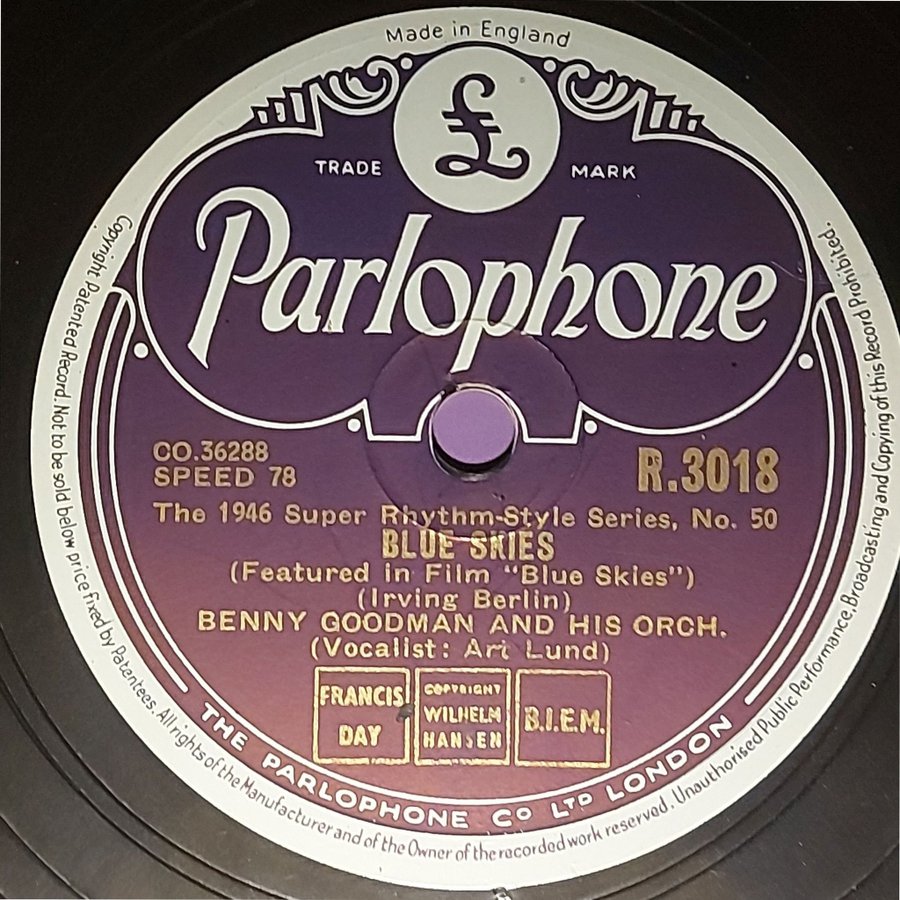 Made in England
£
TRADE MARK
Parlophone
CO.36288
SPEED 78
R.3018
The 1946 Super Rhythm-Style Series, No. 50
BLUE SKIES
(Featured in Film "Blue Skies")
(Irving Berlin)
BENNY GOODMAN AND HIS ORCH.
(Vocalist: Art Lund)
FRANCIS
DAY
COPYRIGHT
WILHELM
HANSEN
B.I.E.M.
THE PARLOPHONE CO LTD LONDON
Copyright Patented Record. Not to be sold below price fixed by Patentees. All rights of the Manufacturer and of the Owner of the recorded work reserved. Unauthorised Public Performance, Broadcasting and Copying of this Record Prohibited.